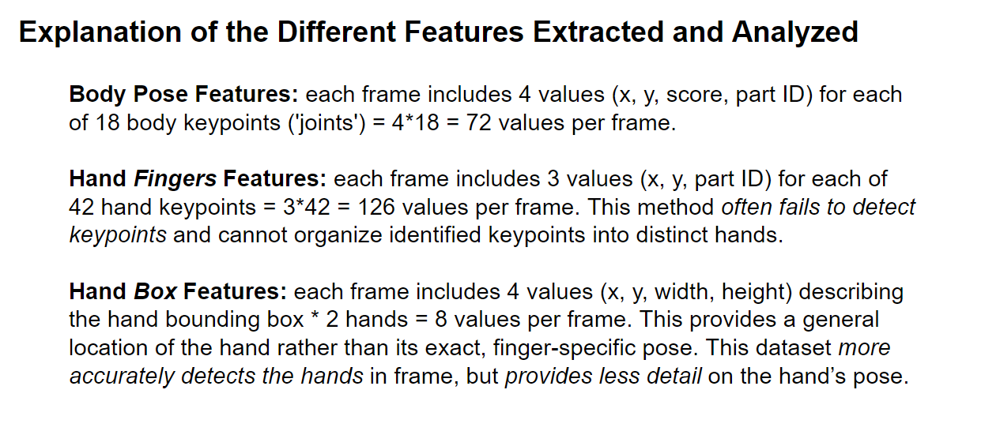 Explanation of the Different Features Extracted and Analyzed
Body Pose Features: each frame includes 4 values (x, y, score, part ID) for each
of 18 body keypoints ('joints') = 4*18 = 72 values per frame.
Hand Fingers Features: each frame includes 3 values (x, y, part ID) for each of
42 hand keypoints = 3*42 = 126 values per frame. This method often fails to detect
keypoints and cannot organize identified keypoints into distinct hands.
Hand Box Features: each frame includes 4 values (x, y, width, height) describing
the hand bounding box * 2 hands = 8 values per frame. This provides a general
location of the hand rather than its exact, finger-specific pose. This dataset more
accurately detects the hands in frame, but provides less detail on the hand’s pose.